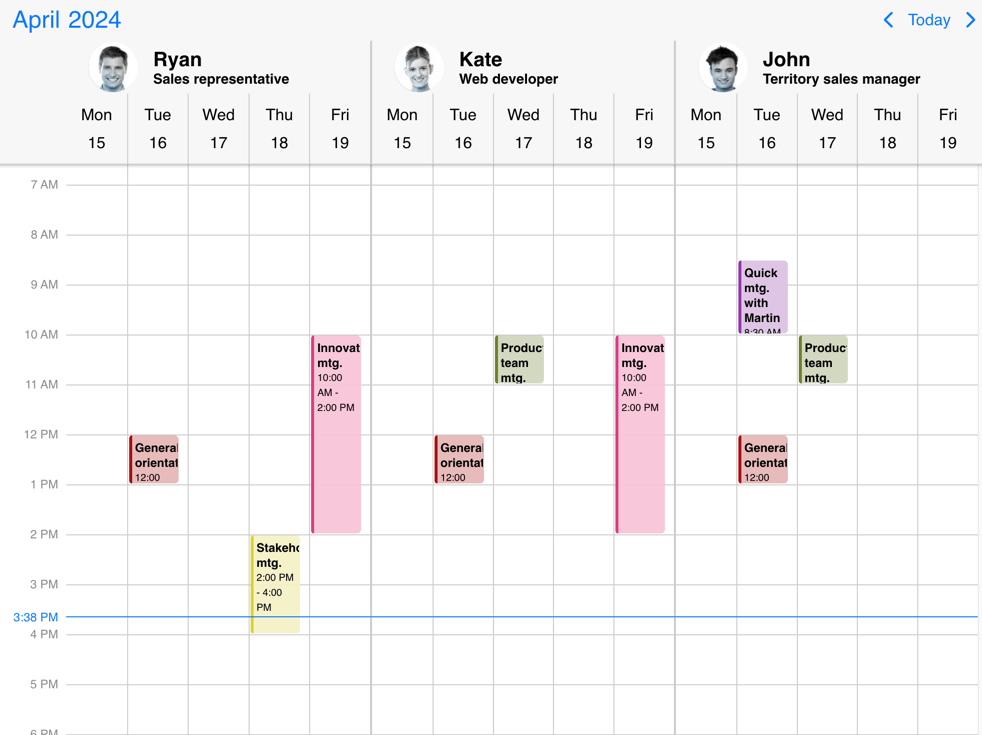 April 2024
Today
Ryan
Sales representative
Kate
Web developer
John
Territory sales manager
Mon Tue Wed Thu Fri Mon Tue Wed Thu Fri Mon Tue Wed Thu Fri
15 16 17 18 19 15 16 17 18 19 15 16 17 18 19
7 AM
8 AM
Quick
mtg.
with
Martin
8:30 AM
9 AM
10 AM
Innovat
mtg.
10:00
AM -
2:00 PM
Produc
team
mtg.
Innovat
mtg.
10:00
AM -
2:00 PM
Produc
team
mtg.
11 AM
12 PM
General
orientat
12:00
General
orientat
12:00
General
orientat
12:00
1 PM
2 PM
Stakeho
mtg.
2:00 PM
- 4:00
PM
3 PM
3:38 PM
4 PM
5 PM
6 PM